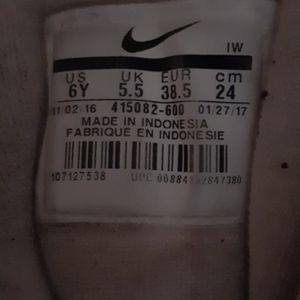 IW
US UK EUR cm
6Y 5.5 38.5 24
11/02/16 415082-600 01/27/17
MADE IN INDONESIA
FABRIQUE EN INDONESIE
107127538 UPC